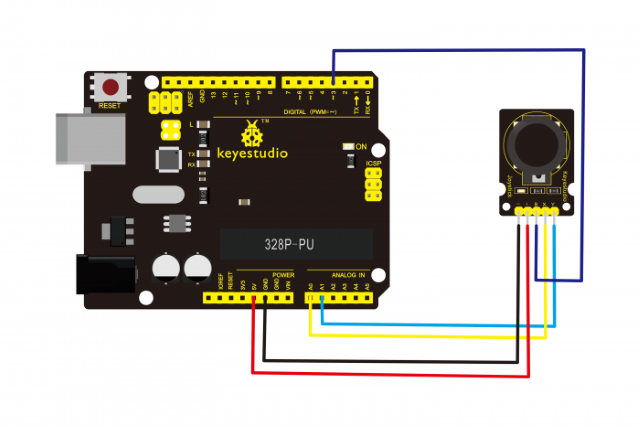 RESET
AREF
GND
13
12
~11
~10
~9
8
7
~6
~5
4
~3
2
TX→1
RX←0
DIGITAL (PWM=~)
L
TX
RX
TM
keyestudio
ON
ICSP
328P-PU
IOREF
RESET
3V3
5V
GND
GND
VIN
POWER
ANALOG IN
A0
A1
A2
A3
A4
A5
Joystick
Keyestudio